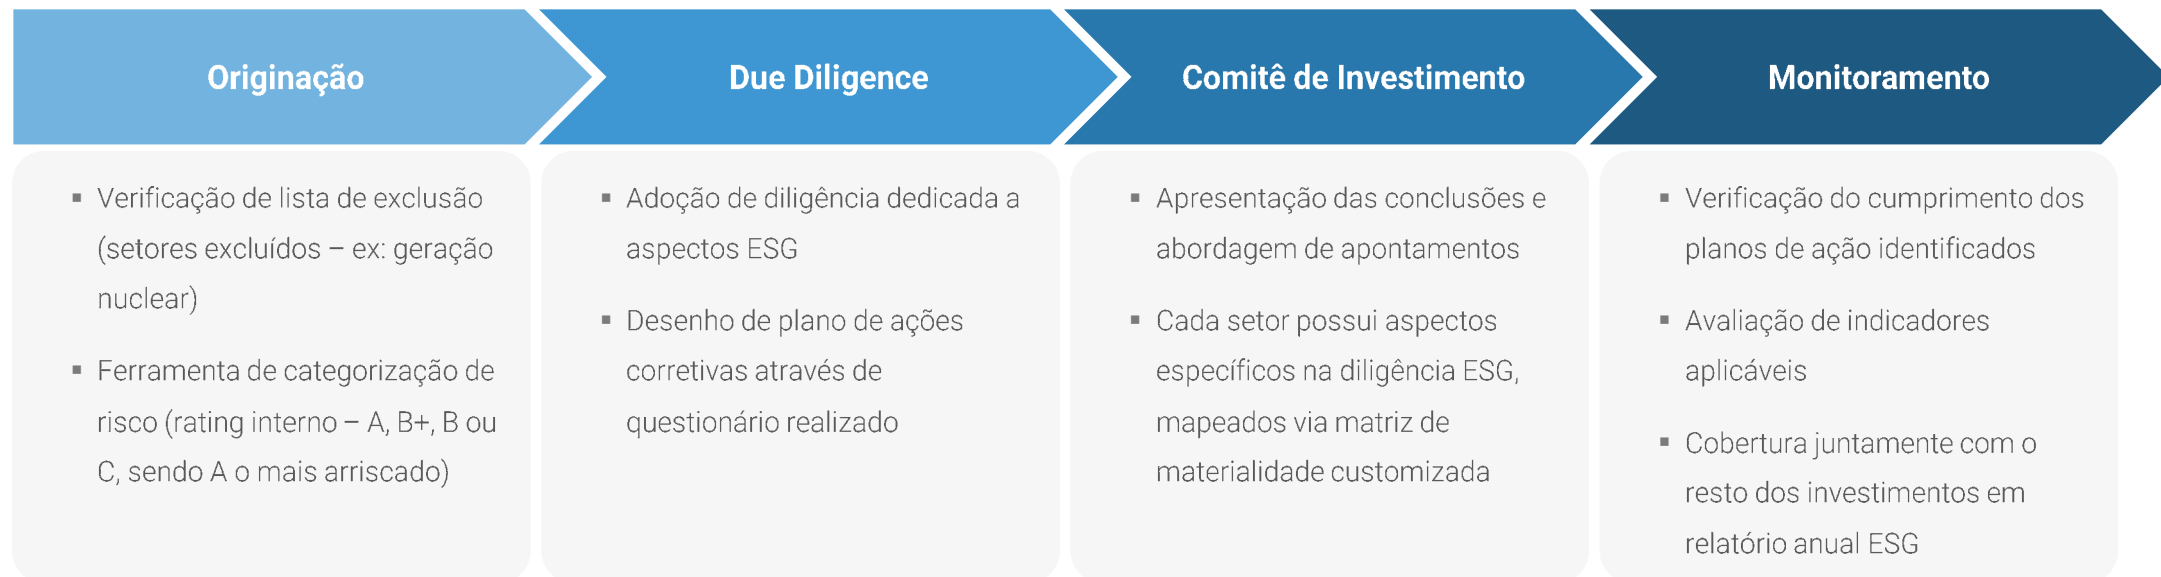 Originação
Due Diligence
Comitê de Investimento
Monitoramento
▪ Verificação de lista de exclusão
(setores excluídos – ex: geração
nuclear)
▪ Ferramenta de categorização de
risco (rating interno – A, B+, B ou
C, sendo A o mais arriscado)
▪ Adoção de diligência dedicada a
aspectos ESG
▪ Desenho de plano de ações
corretivas através de
questionário realizado
▪ Apresentação das conclusões e
abordagem de apontamentos
▪ Cada setor possui aspectos
específicos na diligência ESG,
mapeados via matriz de
materialidade customizada
▪ Verificação do cumprimento dos
planos de ação identificados
▪ Avaliação de indicadores
aplicáveis
▪ Cobertura juntamente com o
resto dos investimentos em
relatório anual ESG